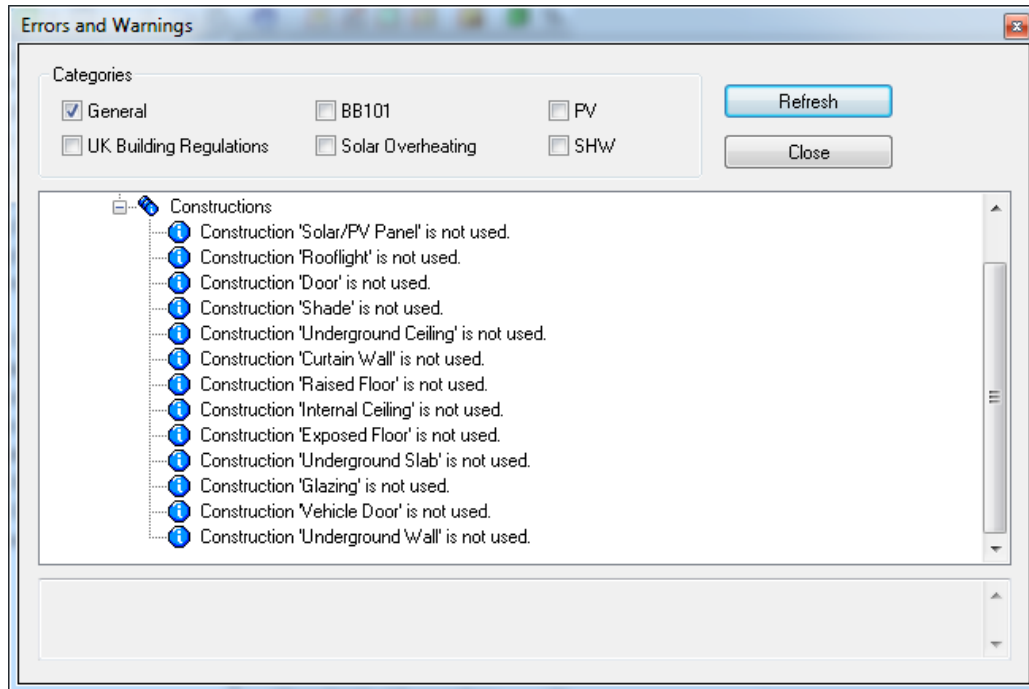 Errors and Warnings
Categories
General
BB101
PV
Refresh
UK Building Regulations
Solar Overheating
SHW
Close
Constructions
Construction 'Solar/PV Panel' is not used.
Construction 'Rooflight' is not used.
Construction 'Door' is not used.
Construction 'Shade' is not used.
Construction 'Underground Ceiling' is not used.
Construction 'Curtain Wall' is not used.
Construction 'Raised Floor' is not used.
Construction 'Internal Ceiling' is not used.
Construction 'Exposed Floor' is not used.
Construction 'Underground Slab' is not used.
Construction 'Glazing' is not used.
Construction 'Vehicle Door' is not used.
Construction 'Underground Wall' is not used.